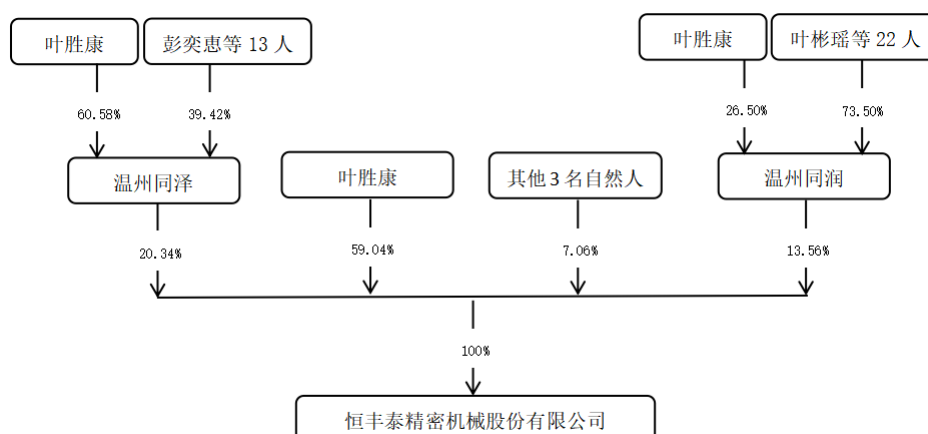 叶胜康
彭奕惠等 13 人
叶胜康
叶彬瑶等 22 人
60.58%
39.42%
26.50%
73.50%
温州同泽
叶胜康
其他 3 名自然人
温州同润
20.34%
59.04%
7.06%
13.56%
100%
恒丰泰精密机械股份有限公司